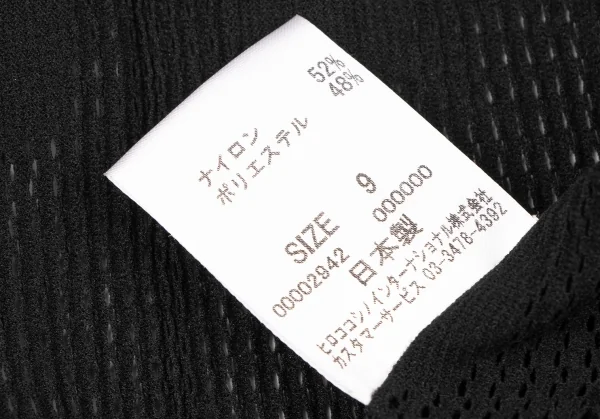 ナイロン 52%
ポリエステル 48%
SIZE 9
00002942 000000
日本製
ヒロココシノインターナショナル株式会社
カスタマーサービス 03-3478-4392